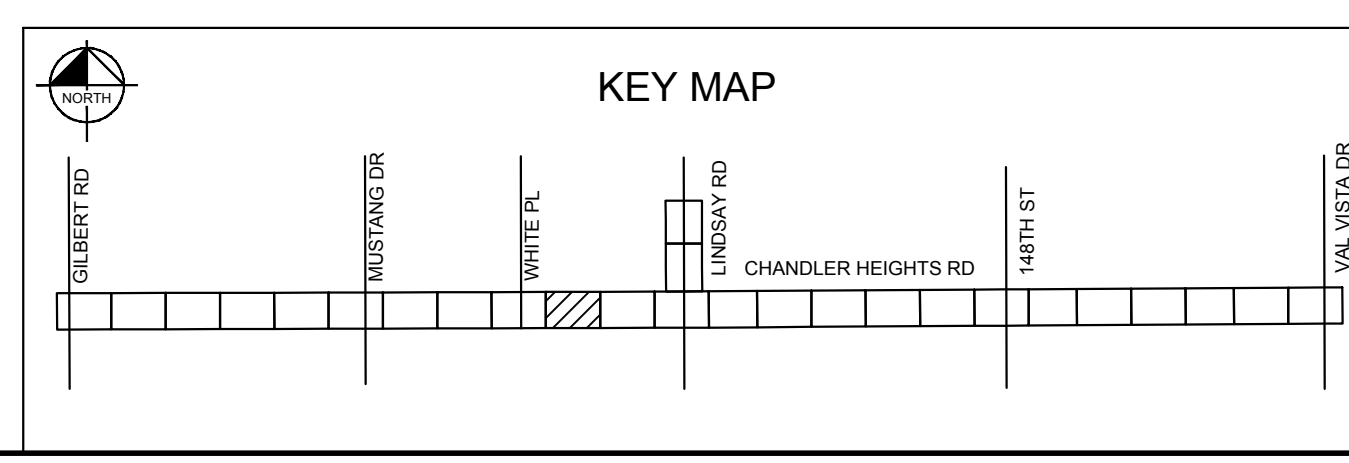 KEY MAP
NORTH
GILBERT RD
MUSTANG DR
WHITE PL
LINDSAY RD
CHANDLER HEIGHTS RD
148TH ST
VAL VISTA DR